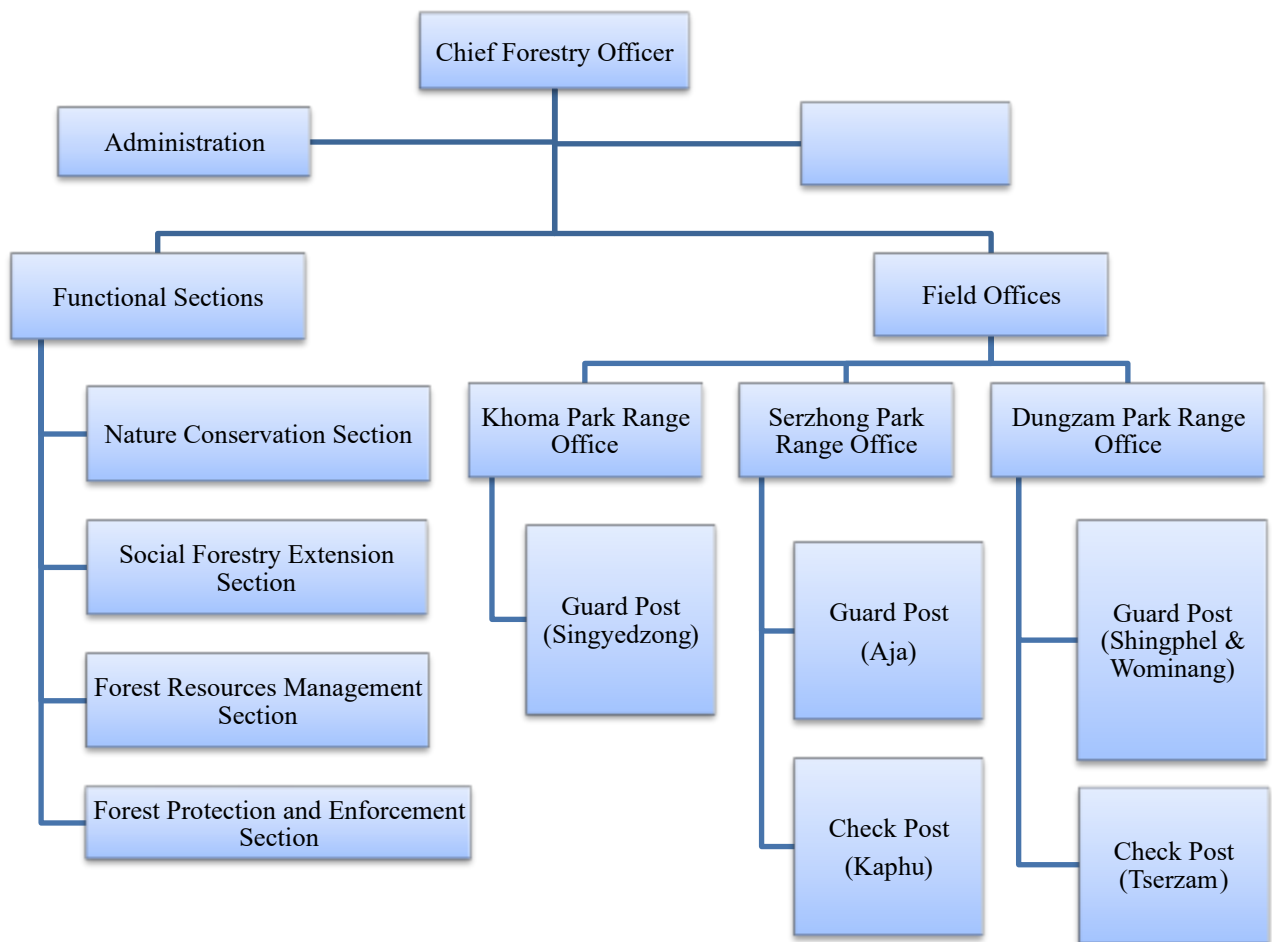 Chief Forestry Officer
Administration
Functional Sections
Field Offices
Nature Conservation Section
Social Forestry Extension
Section
Forest Resources Management
Section
Forest Protection and Enforcement
Section
Khoma Park Range
Office
Guard Post
(Singyedzong)
Serzhong Park
Range Office
Guard Post
(Aja)
Check Post
(Kaphu)
Dungzam Park Range
Office
Guard Post
(Shingphel &
Wominang)
Check Post
(Tserzam)